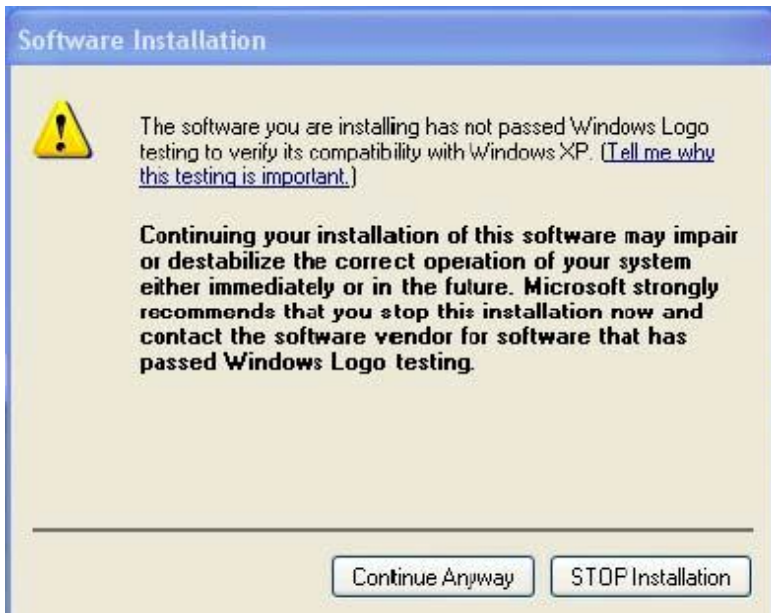 Software Installation
The software you are installing has not passed Windows Logo
testing to verify its compatibility with Windows XP. (Tell me why
this testing is important.)
Continuing your installation of this software may impair
or destabilize the correct operation of your system
either immediately or in the future. Microsoft strongly
recommends that you stop this installation now and
contact the software vendor for software that has
passed Windows Logo testing.
Continue Anyway
STOP Installation